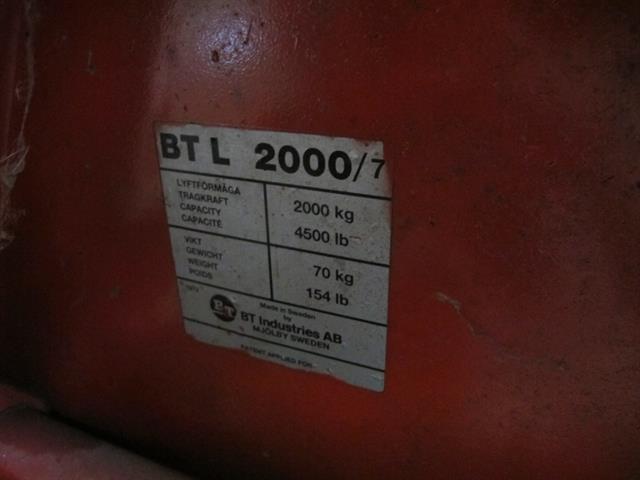 BT L 2000/7
LYFTFÖRMÅGA
TRAGKRAFT
CAPACITY
CAPACITÉ
2000 kg
4500 lb
VIKT
GEWICHT
WEIGHT
POIDS
70 kg
154 lb
BT
Made in Sweden
by
BT Industries AB
MJÖLBY SWEDEN
PATENT APPLIED FOR